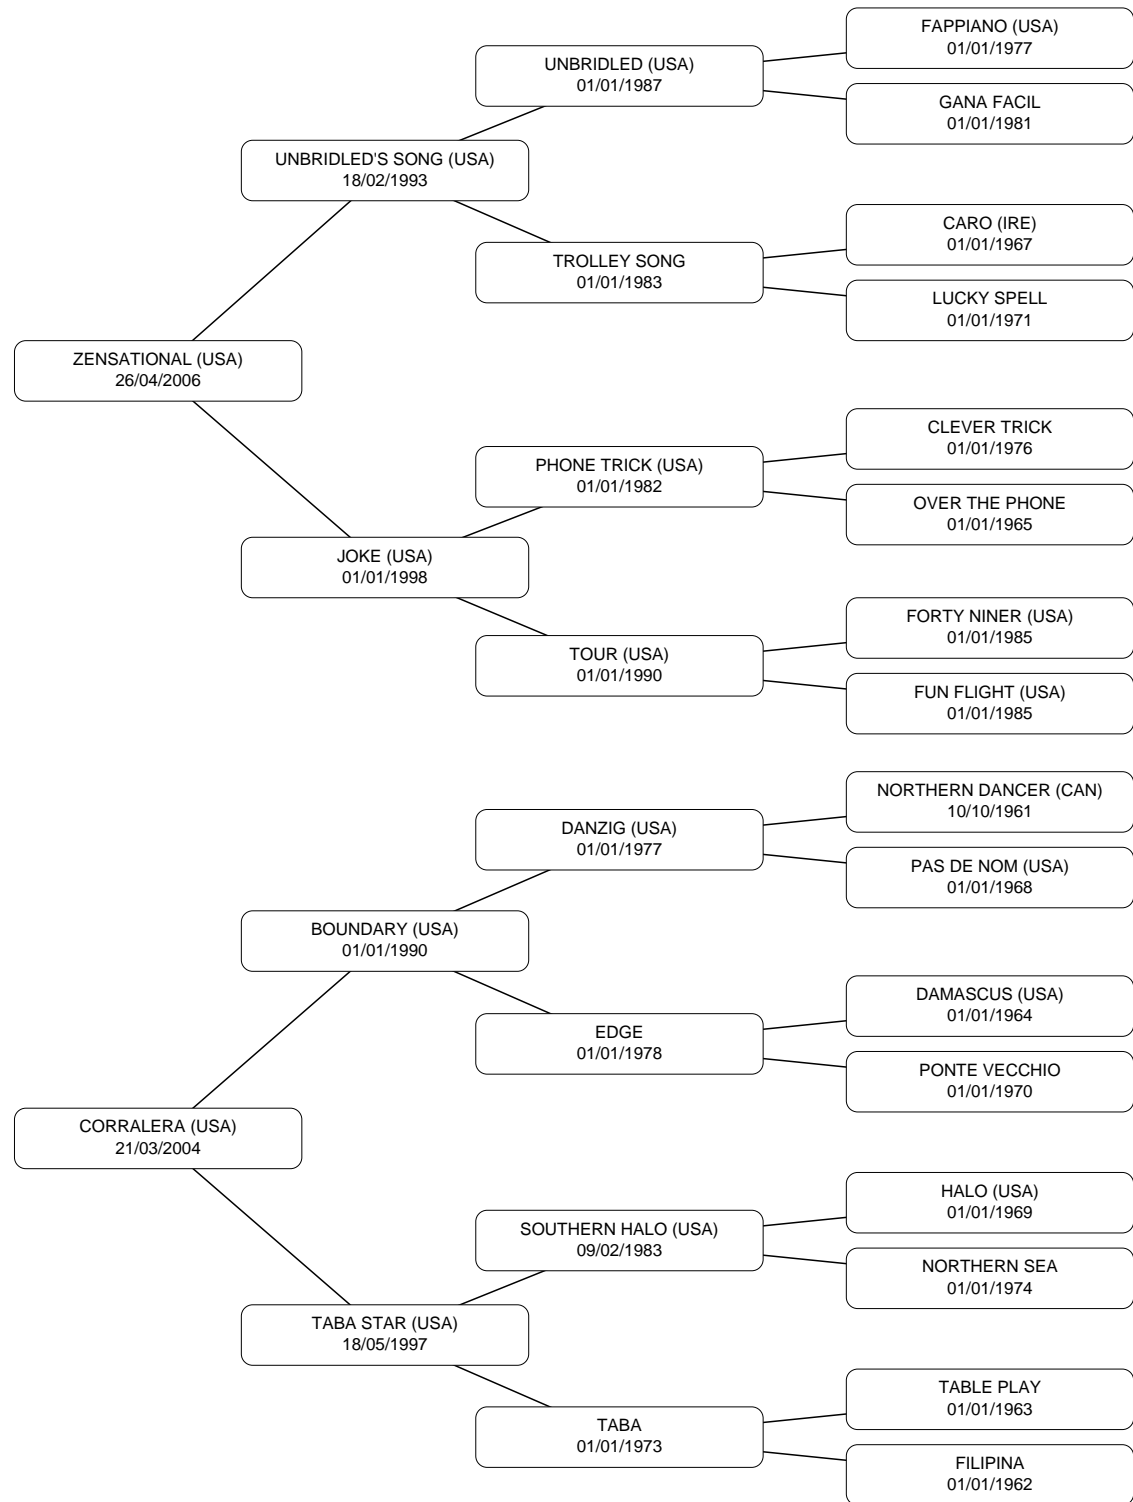 FAPPIANO (USA)
01/01/1977
UNBRIDLED (USA)
01/01/1987
GANA FACIL
01/01/1981
UNBRIDLED'S SONG (USA)
18/02/1993
CARO (IRE)
01/01/1967
TROLLEY SONG
01/01/1983
LUCKY SPELL
01/01/1971
ZENSATIONAL (USA)
26/04/2006
CLEVER TRICK
01/01/1976
PHONE TRICK (USA)
01/01/1982
OVER THE PHONE
01/01/1965
JOKE (USA)
01/01/1998
FORTY NINER (USA)
01/01/1985
TOUR (USA)
01/01/1990
FUN FLIGHT (USA)
01/01/1985
NORTHERN DANCER (CAN)
10/10/1961
DANZIG (USA)
01/01/1977
PAS DE NOM (USA)
01/01/1968
BOUNDARY (USA)
01/01/1990
DAMASCUS (USA)
01/01/1964
EDGE
01/01/1978
PONTE VECCHIO
01/01/1970
CORRALERA (USA)
21/03/2004
HALO (USA)
01/01/1969
SOUTHERN HALO (USA)
09/02/1983
NORTHERN SEA
01/01/1974
TABA STAR (USA)
18/05/1997
TABLE PLAY
01/01/1963
TABA
01/01/1973
FILIPINA
01/01/1962